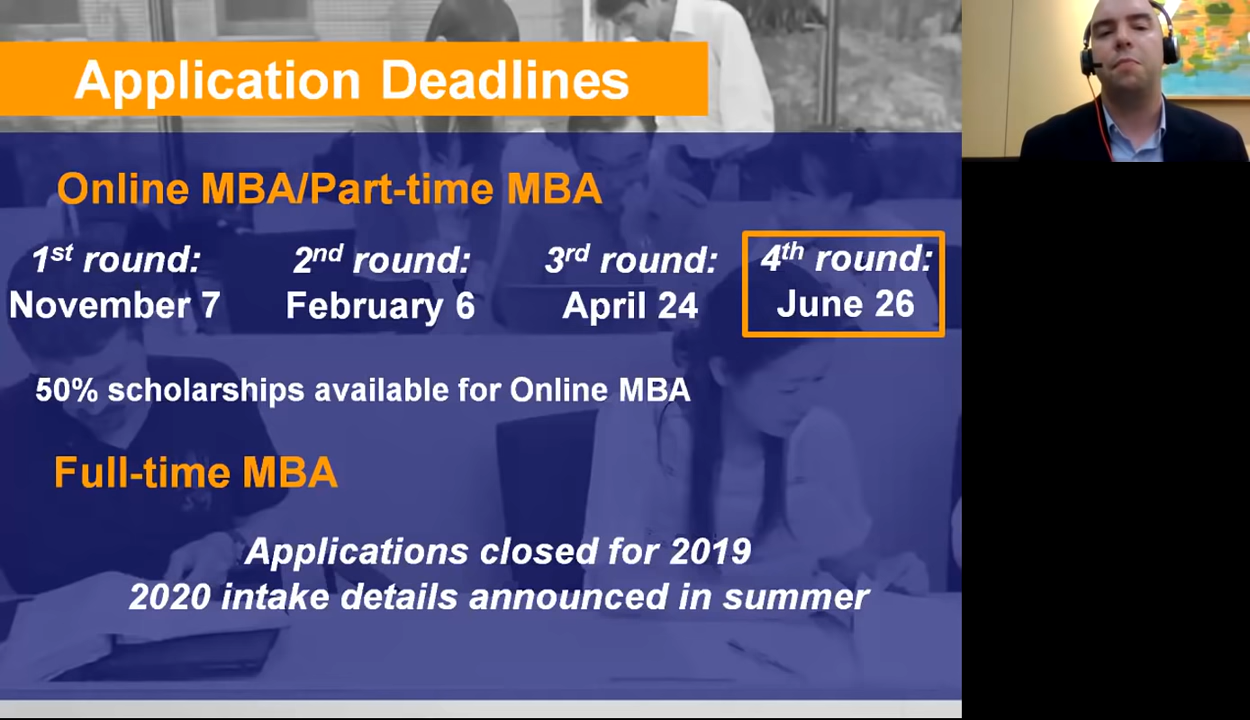 Application Deadlines
Online MBA/Part-time MBA
1st round: 2nd round: 3rd round: 4th round:
November 7 February 6 April 24 June 26
50% scholarships available for Online MBA
Full-time MBA
Applications closed for 2019
2020 intake details announced in summer